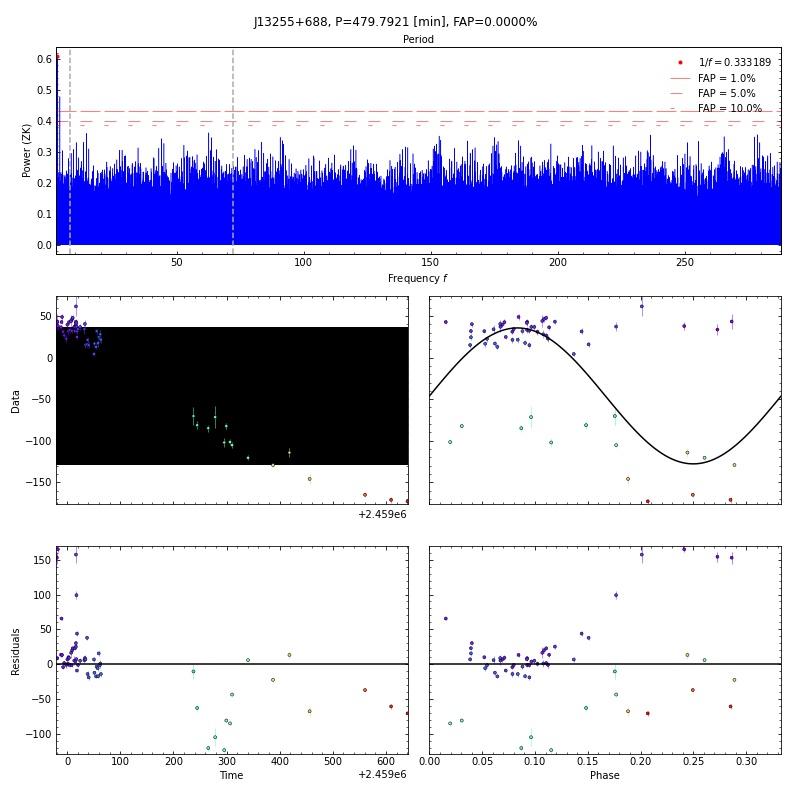 J13255+688, P=479.7921 [min], FAP=0.0000%
Period
Power (ZK)
0.6
0.5
0.4
0.3
0.2
0.1
0.0
1/f = 0.333189
FAP = 1.0%
FAP = 5.0%
FAP = 10.0%
50
100
150
200
250
Frequency f
Data
50
0
−50
−100
−150
+2.459e6
Residuals
150
100
50
0
−50
−100
0
100
200
300
400
500
600
Time
+2.459e6
0.00
0.05
0.10
0.15
0.20
0.25
0.30
Phase